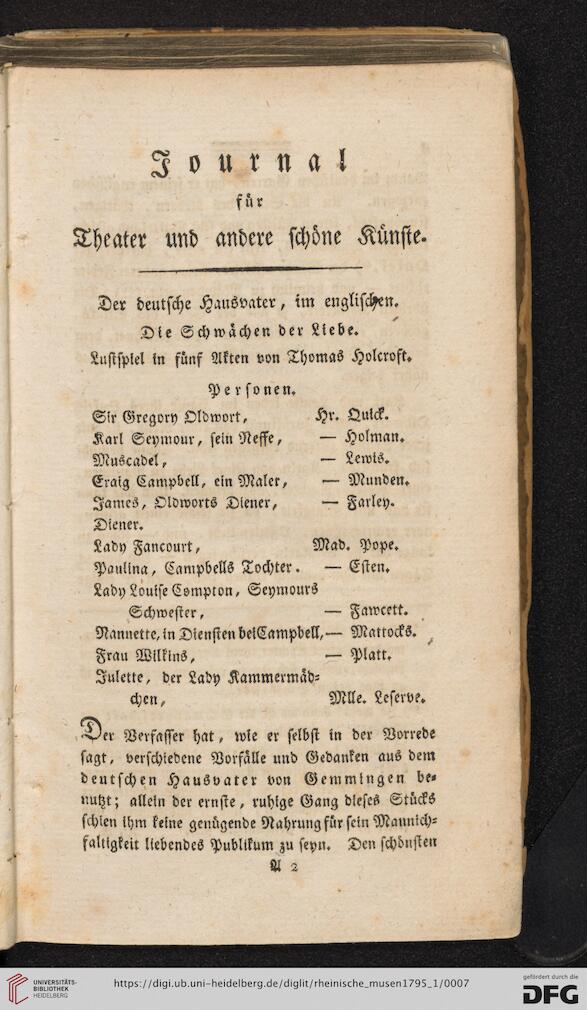 Journal
für
Theater und andere schöne Künste.
Der deutsche Hausvater, im englischen.
Die Schwächen der Liebe.
Lustspiel in fünf Akten von Thomas Holcroft.
Personen.
Sir Gregory Oldwort, Hr. Quick.
Karl Seymour, sein Neffe, — Holman.
Muscadel, — Lewis.
Eraig Campbell, ein Maler, — Munden.
James, Oldworts Diener, — Farley.
Diener.
Lady Fancourt, Mad. Pope.
Paulina, Campbells Tochter. — Esten.
Lady Louise Compton, Seymours
Schwester, — Fawcett.
Nannette, in Diensten bei Campbell, — Mattocks.
Frau Wilkins, — Platt.
Julette, der Lady Kammermäd-
chen, Mlle. Leserve.
Der Verfasser hat, wie er selbst in der Vorrede
sagt, verschiedene Vorfälle und Gedanken aus dem
deutschen Hausvater von Gemmingen be-
nutzt; allein der ernste, ruhige Gang dieses Stücks
schien ihm keine genügende Nahrung für sein Mannich-
faltigkeit liebendes Publikum zu seyn. Den schönsten
A 2
UNIVERSITÄTS-
BIBLIOTHEK
HEIDELBERG
https://digi.ub.uni-heidelberg.de/diglit/rheinische_musen1795_1/0007
gefördert durch die
DFG